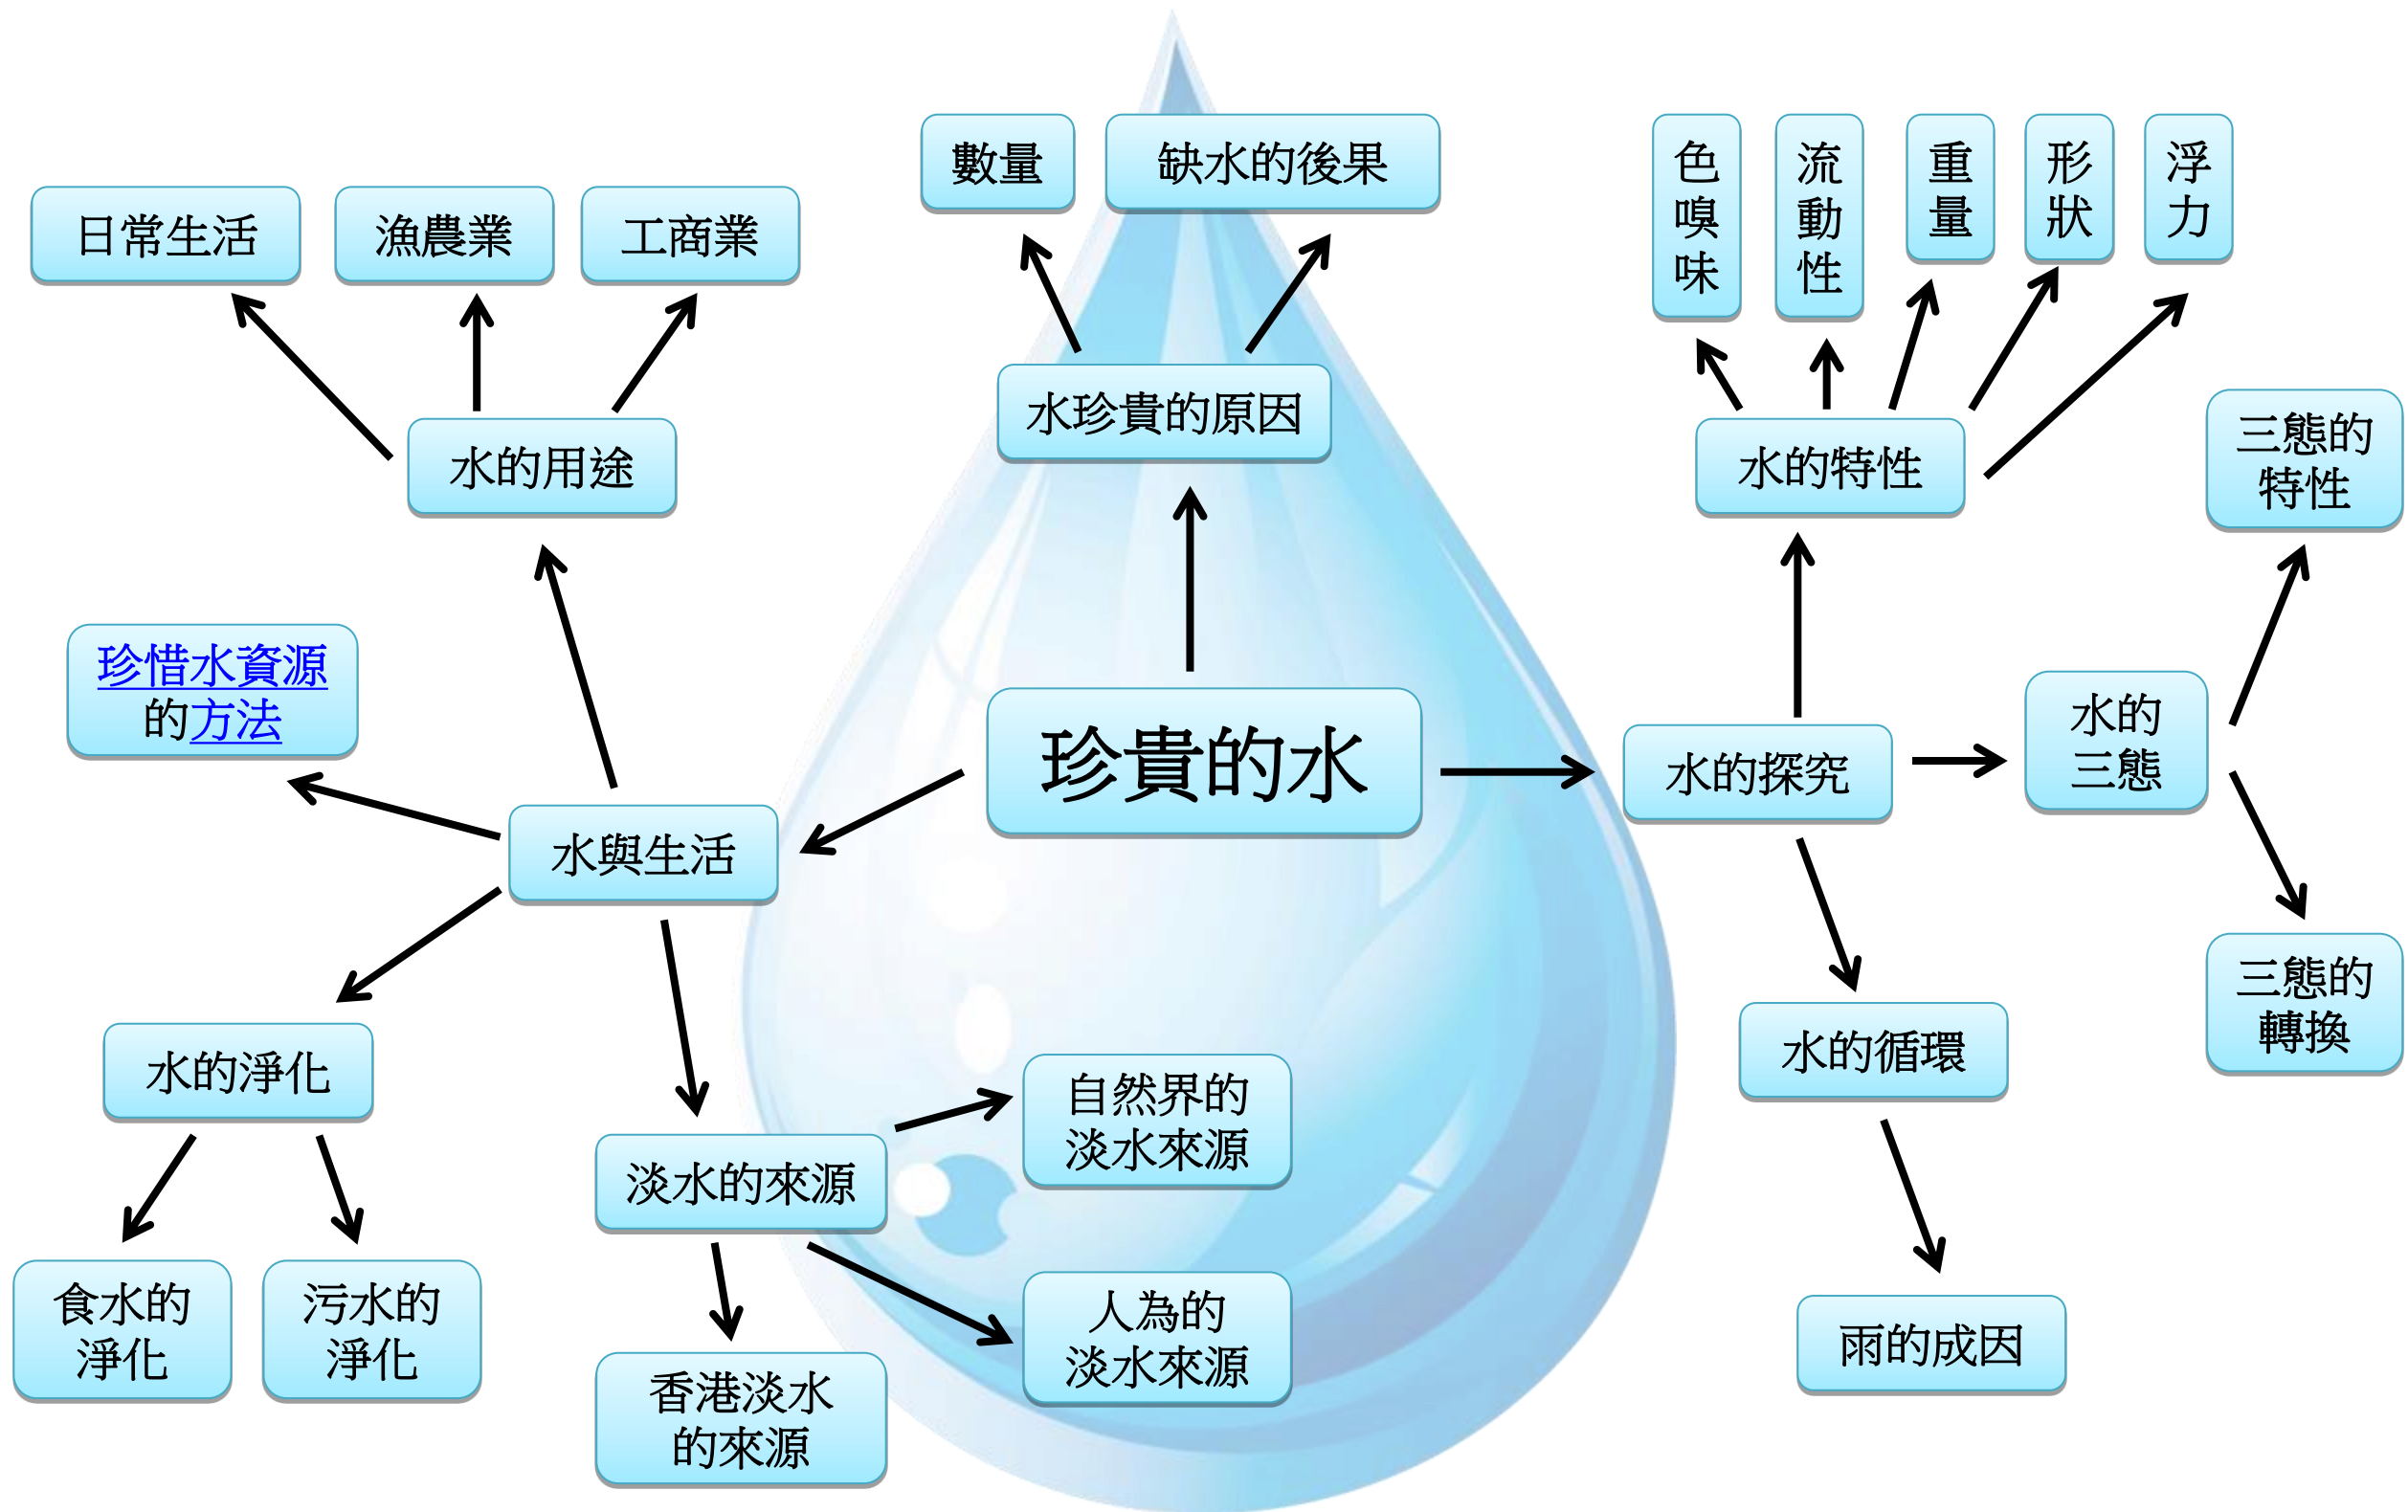 數量
缺水的後果
色嗅味
流動性
重量
形狀
浮力
日常生活
漁農業
工商業
水珍貴的原因
水的用途
水的特性
三態的
特性
珍惜水資源
的方法
珍貴的水
水的探究
水的
三態
水與生活
三態的
轉換
水的循環
水的淨化
自然界的
淡水來源
淡水的來源
食水的
淨化
污水的
淨化
人為的
淡水來源
雨的成因
香港淡水
的來源